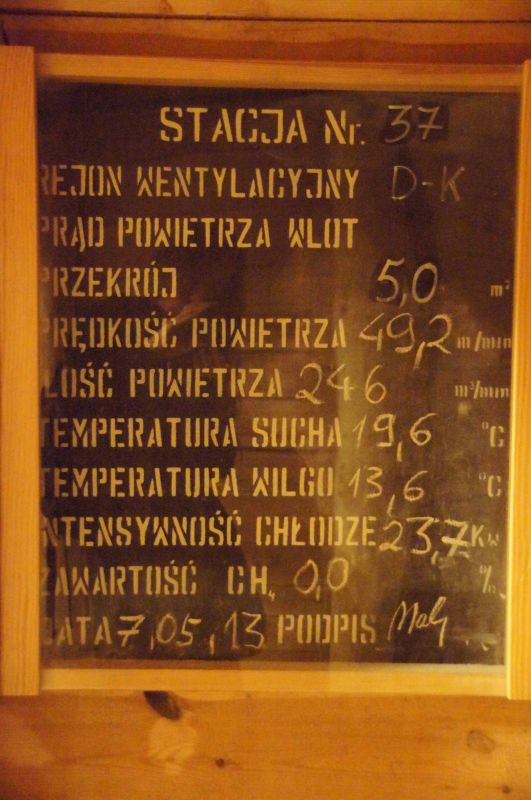 STACJA Nr. 37
REJON WENTYLACYJNY D-K
PRĄD POWIETRZA WLOT
PRZEKRÓJ 5,0 m²
PRĘDKOŚĆ POWIETRZA 49,2 m/min
ILOŚĆ POWIETRZA 246 m³/min
TEMPERATURA SUCHA 19,6 °C
TEMPERATURA WILGO 13,6 °C
INTENSYWNOŚĆ CHŁODZE 23,7 Kw
ZAWARTOŚĆ CH₄ 0,0 %
DATA 7,05,13 PODPIS